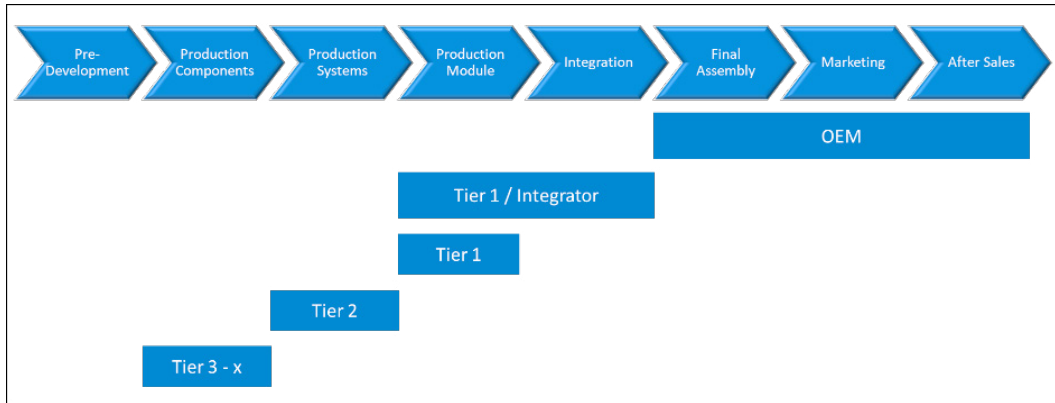 Pre-
Development
Production
Components
Production
Systems
Production
Module
Integration
Final
Assembly
Marketing
After Sales
OEM
Tier 1 / Integrator
Tier 1
Tier 2
Tier 3 - x